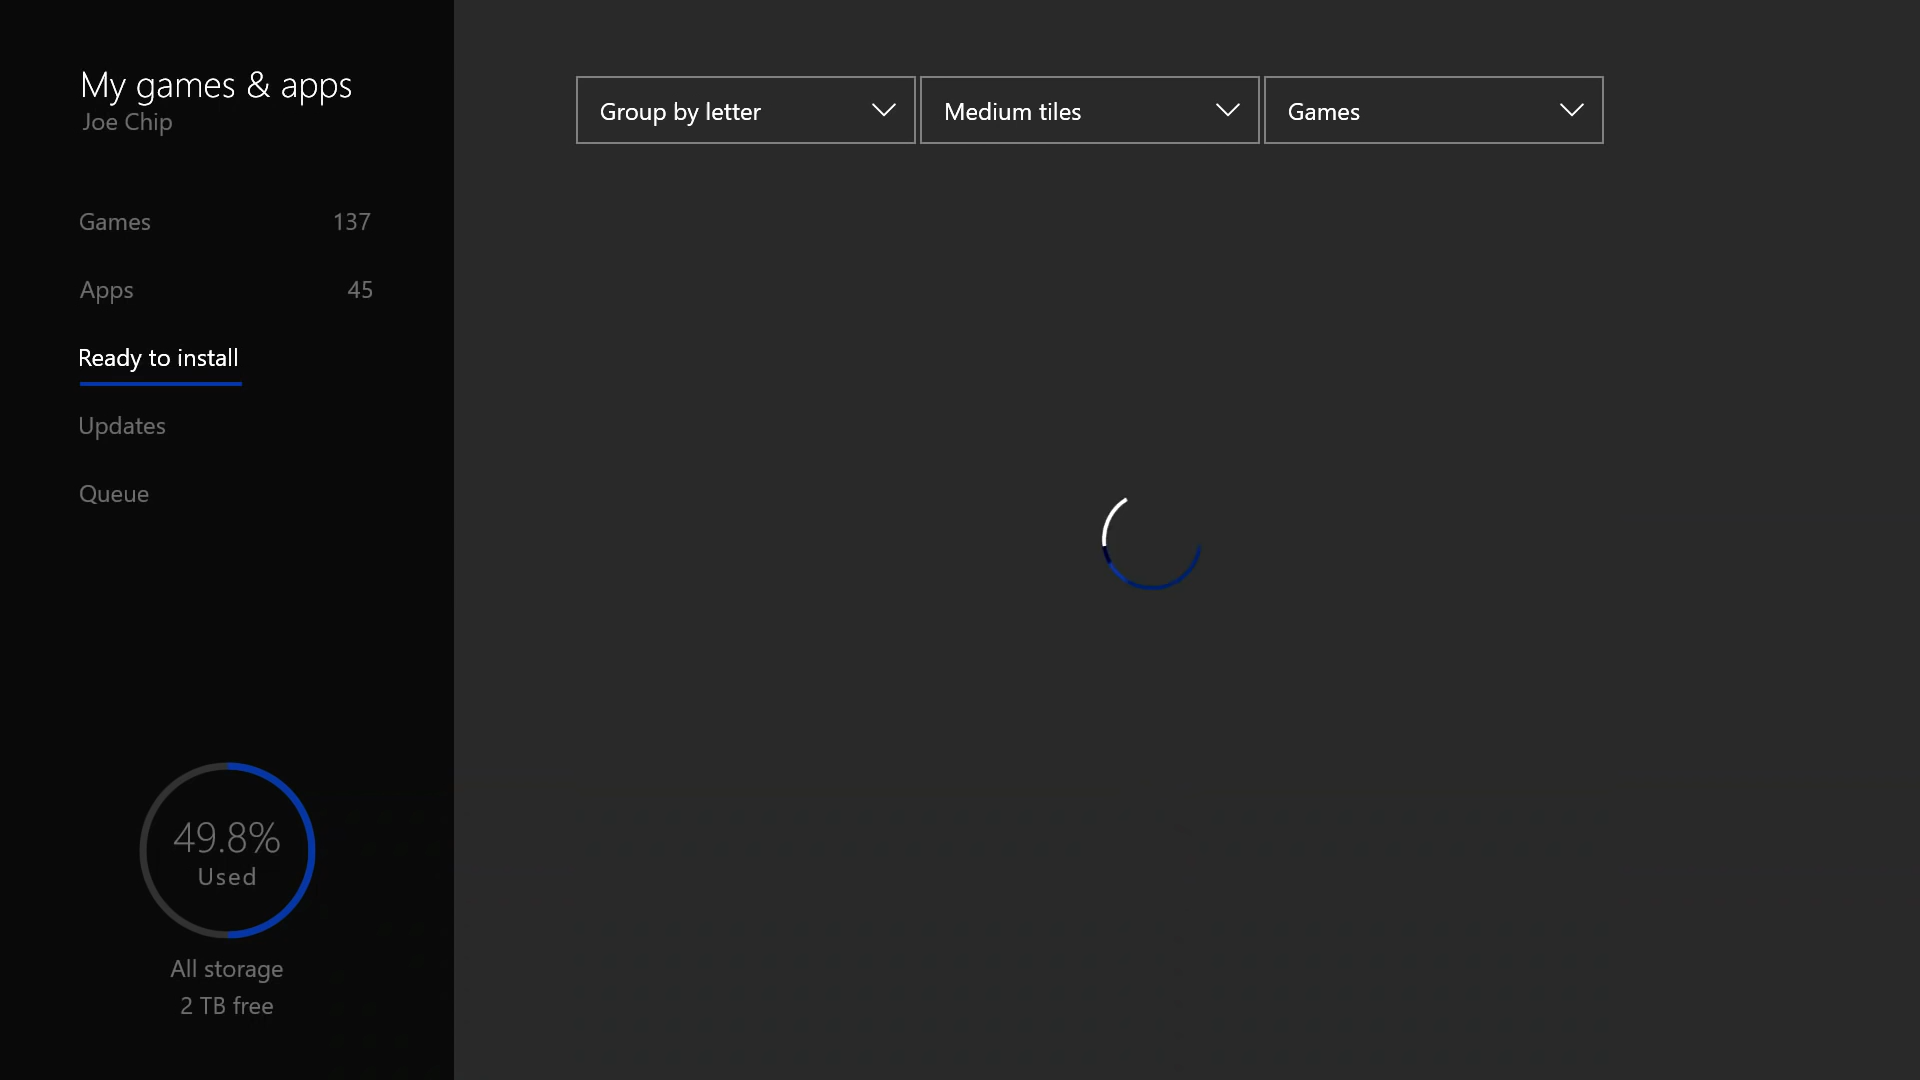 My games & apps
Joe Chip
Games 137
Apps 45
Ready to install
Updates
Queue
49.8%
Used
All storage
2 TB free
Group by letter
Medium tiles
Games